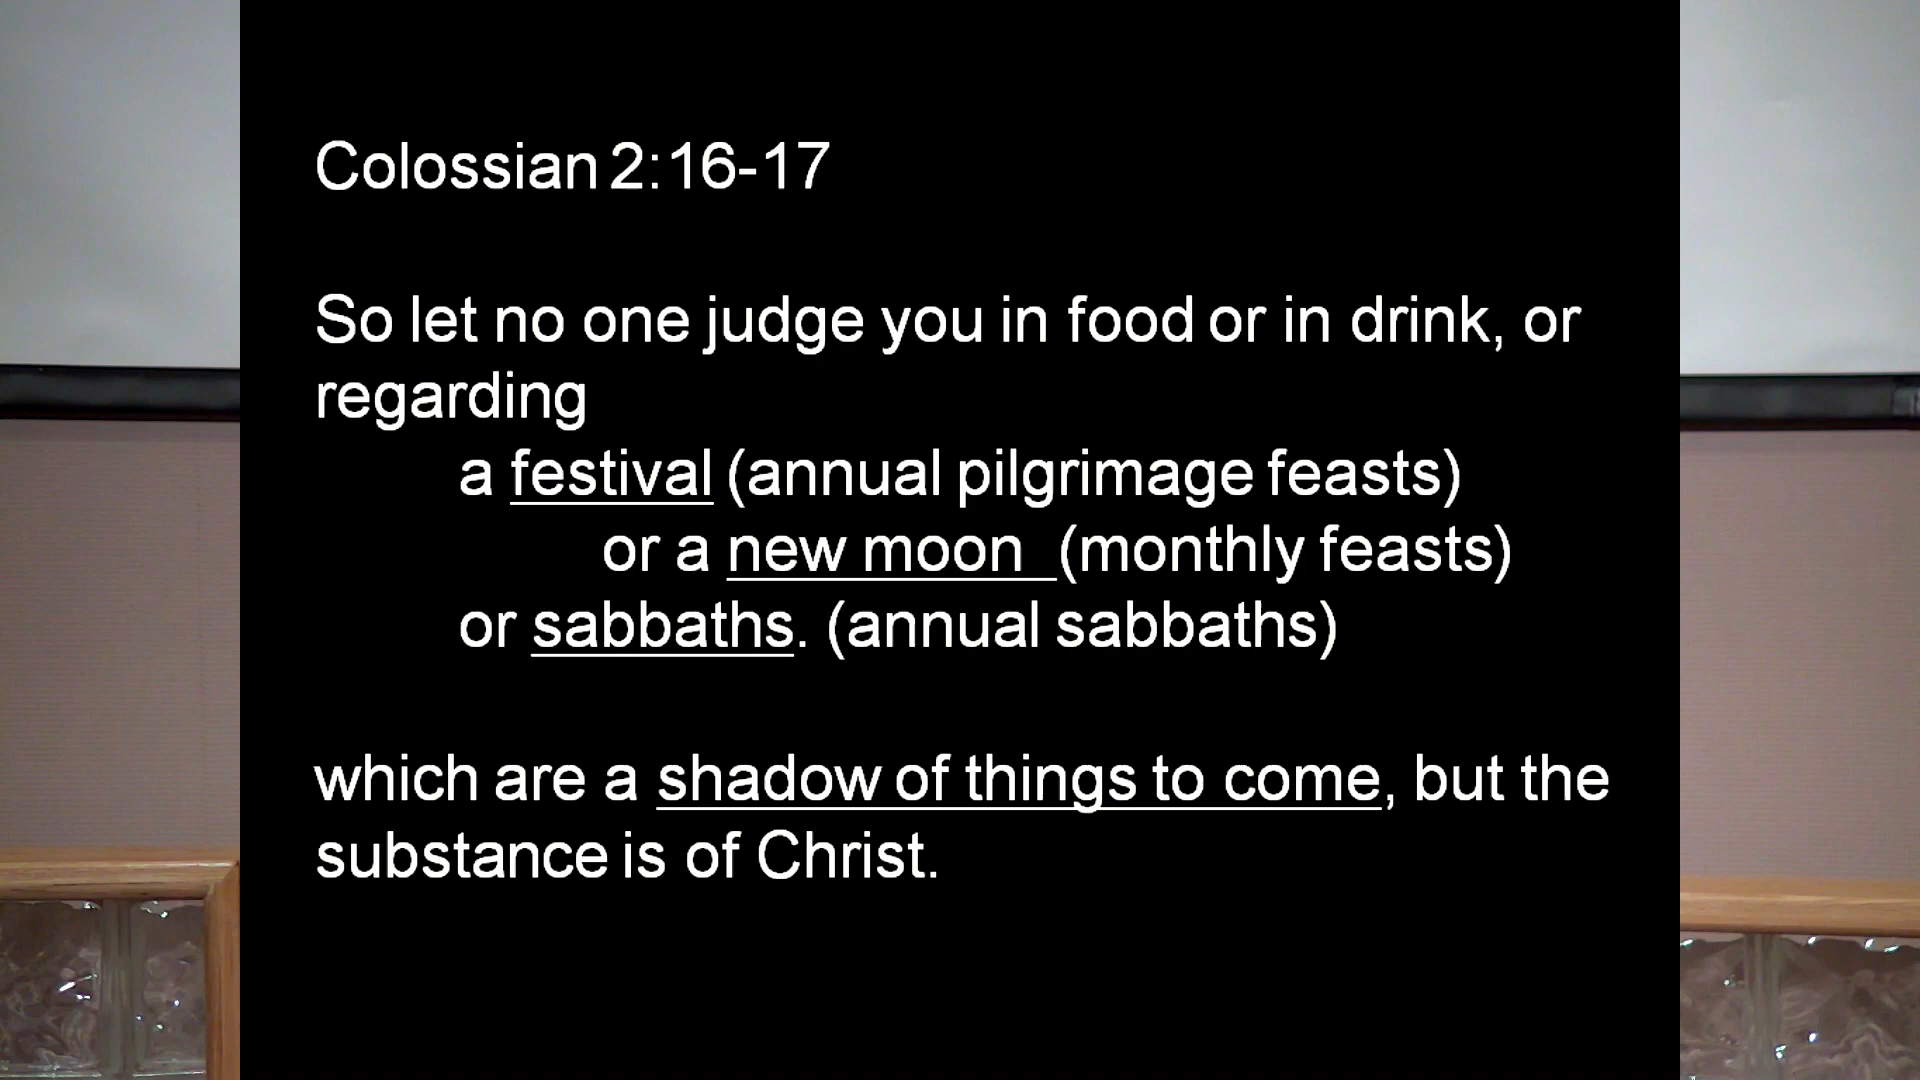 Colossian 2:16-17
So let no one judge you in food or in drink, or
regarding
a festival (annual pilgrimage feasts)
or a new moon (monthly feasts)
or sabbaths. (annual sabbaths)
which are a shadow of things to come, but the
substance is of Christ.